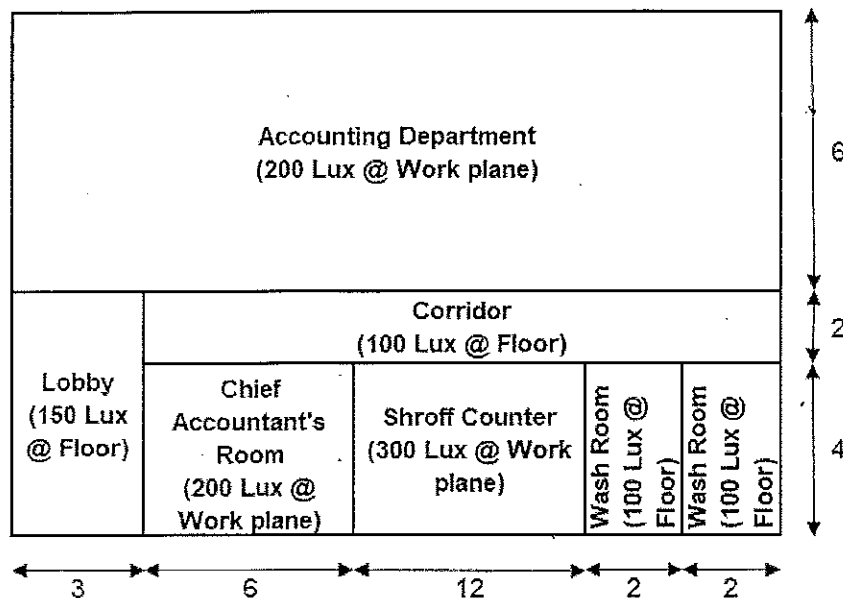 Accounting Department
(200 Lux @ Work plane)
6
Corridor
(100 Lux @ Floor)
2
Lobby
(150 Lux
@ Floor)
Chief
Accountant's
Room
(200 Lux @
Work plane)
Shroff Counter
(300 Lux @ Work
plane)
Wash Room
(100 Lux @
Floor)
Wash Room
(100 Lux @
Floor)
4
3
6
12
2
2